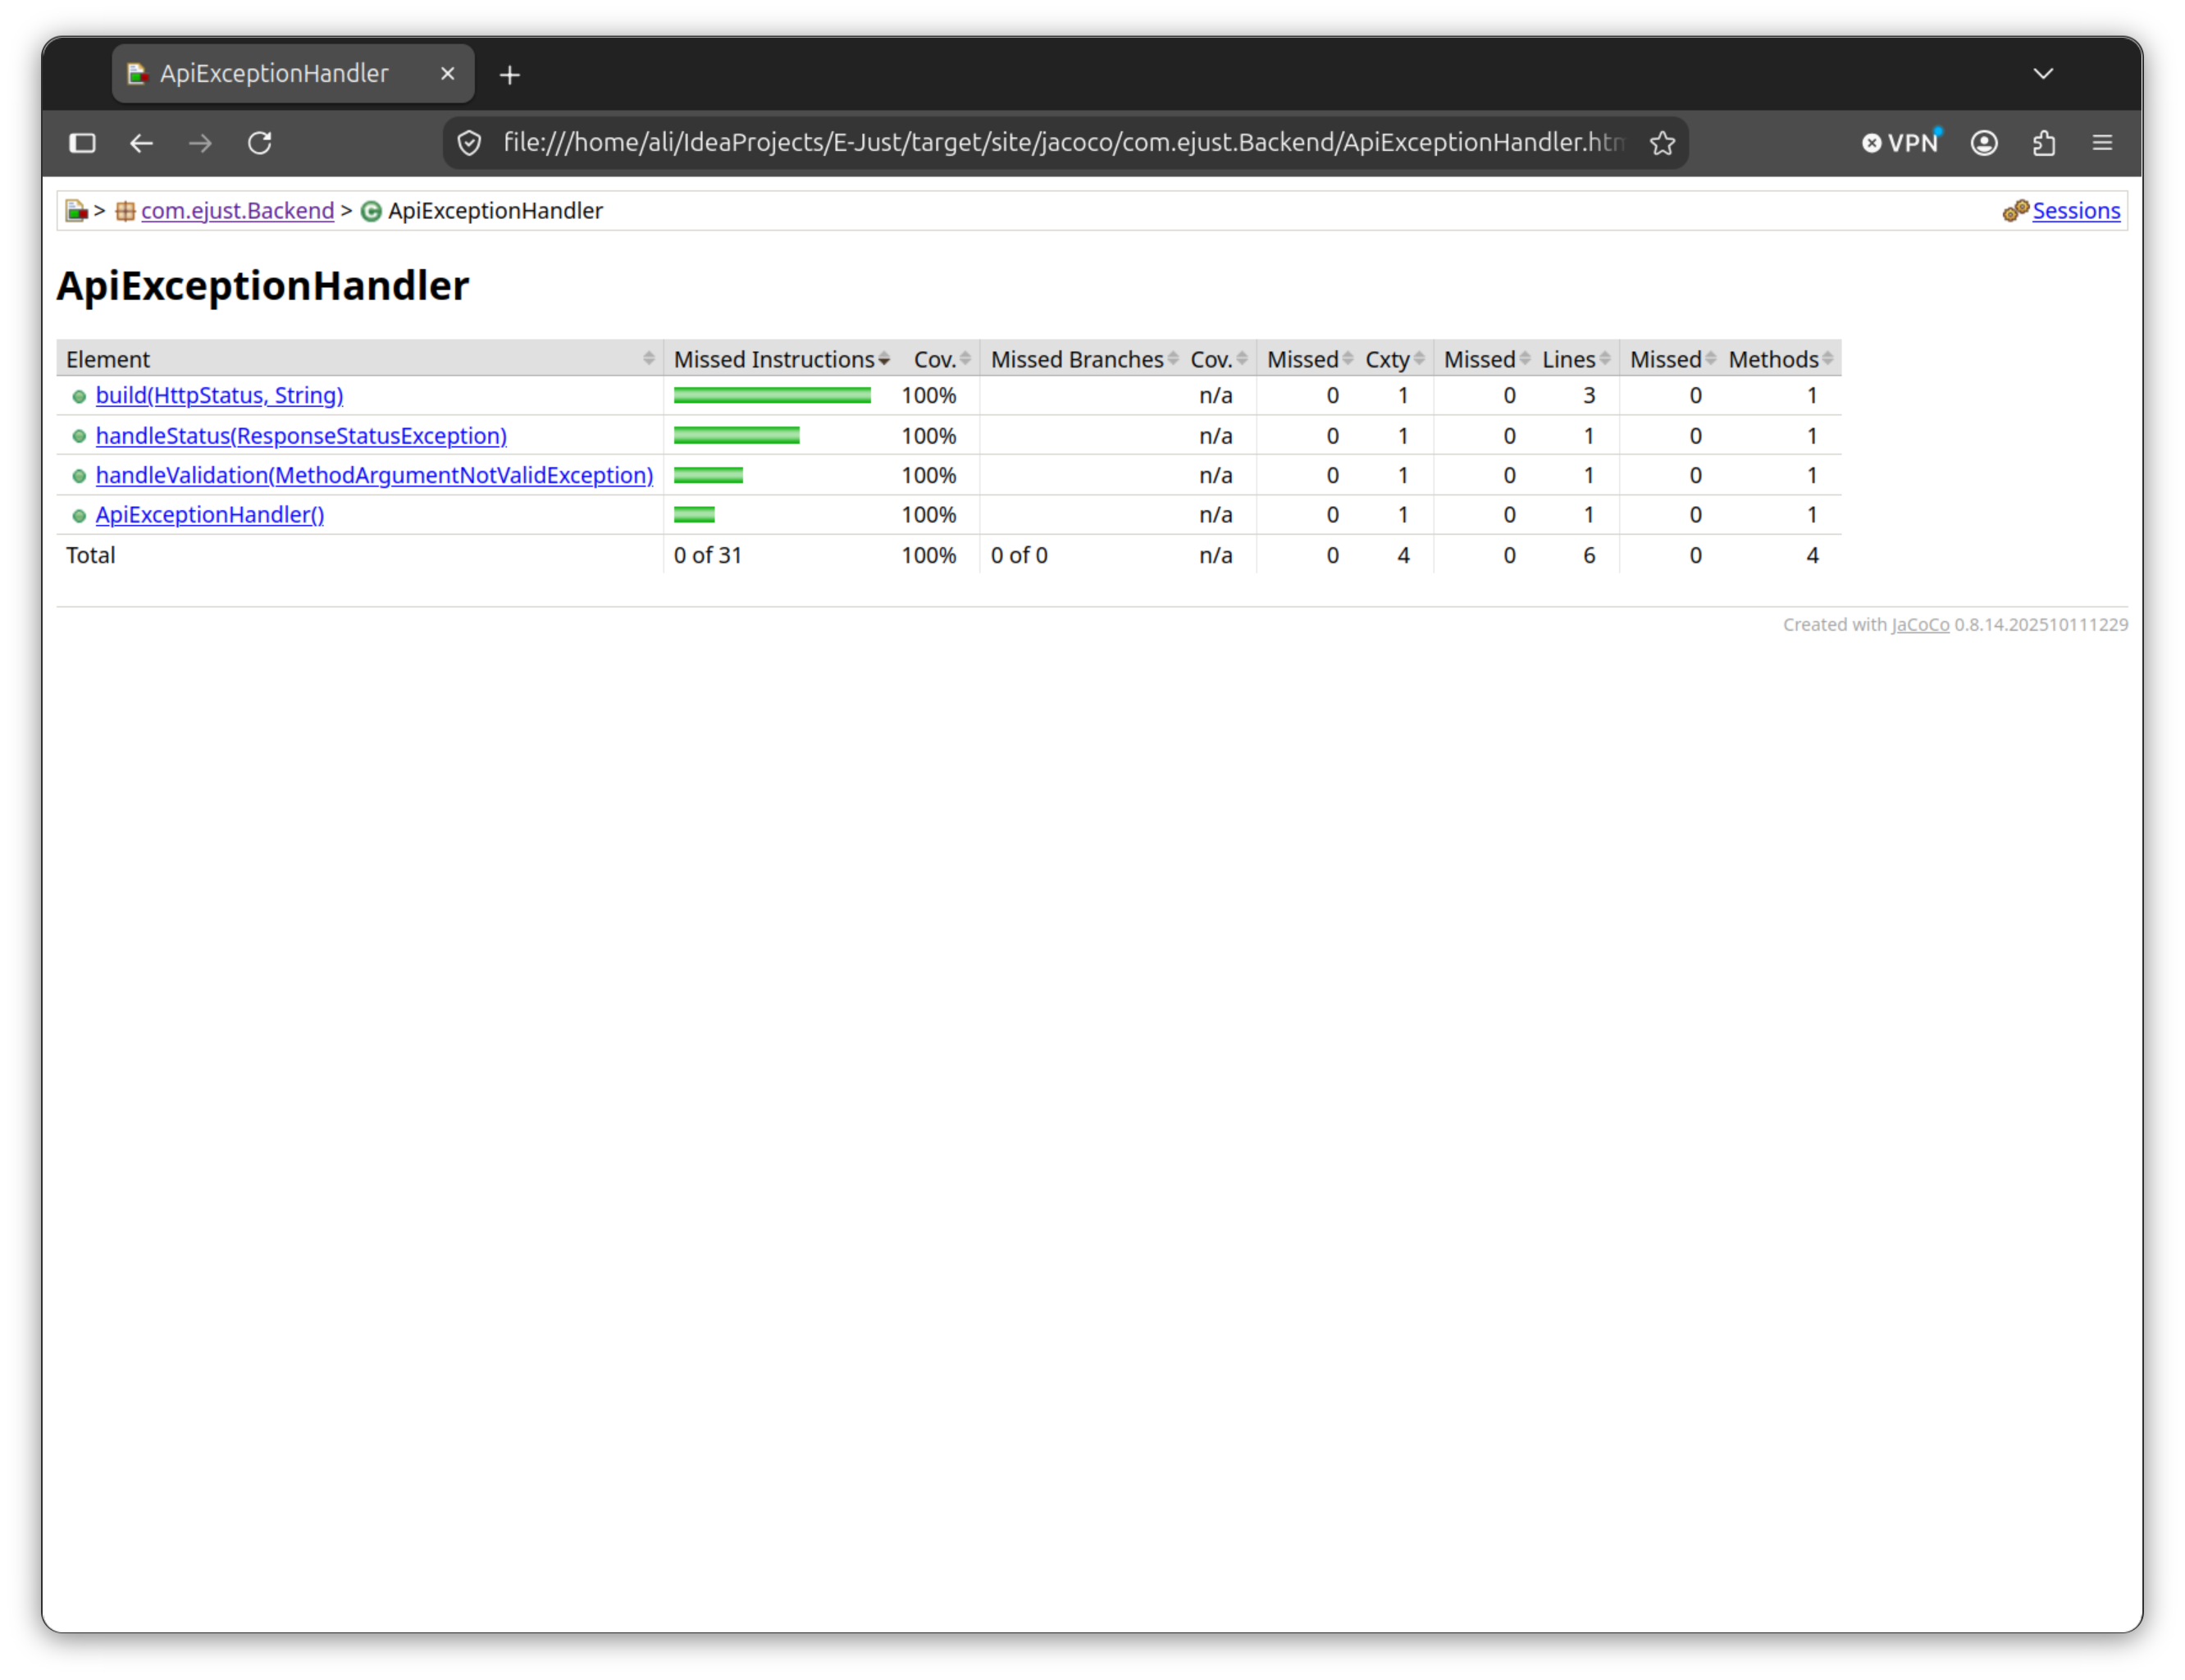 ApiExceptionHandler
file:///home/ali/IdeaProjects/E-Just/target/site/jacoco/com.ejust.Backend/ApiExceptionHandler.htm
VPN
> com.ejust.Backend > ApiExceptionHandler Sessions
ApiExceptionHandler
Element Missed Instructions Cov. Missed Branches Cov. Missed Cxty Missed Lines Missed Methods
build(HttpStatus, String) 100% n/a 0 1 0 3 0 1
handleStatus(ResponseStatusException) 100% n/a 0 1 0 1 0 1
handleValidation(MethodArgumentNotValidException) 100% n/a 0 1 0 1 0 1
ApiExceptionHandler() 100% n/a 0 1 0 1 0 1
Total 0 of 31 100% 0 of 0 n/a 0 4 0 6 0 4
Created with JaCoCo 0.8.14.202510111229